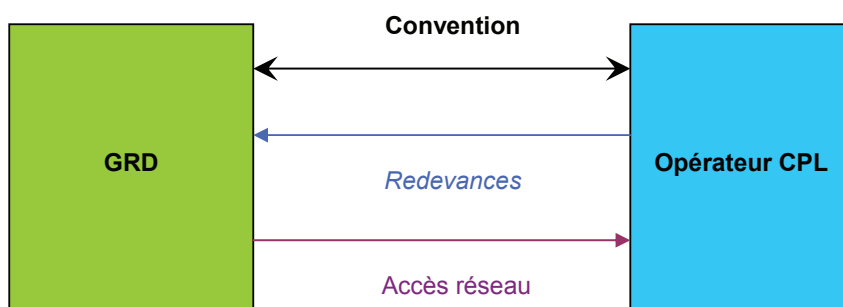 Convention
GRD
Opérateur CPL
Redevances
Accès réseau